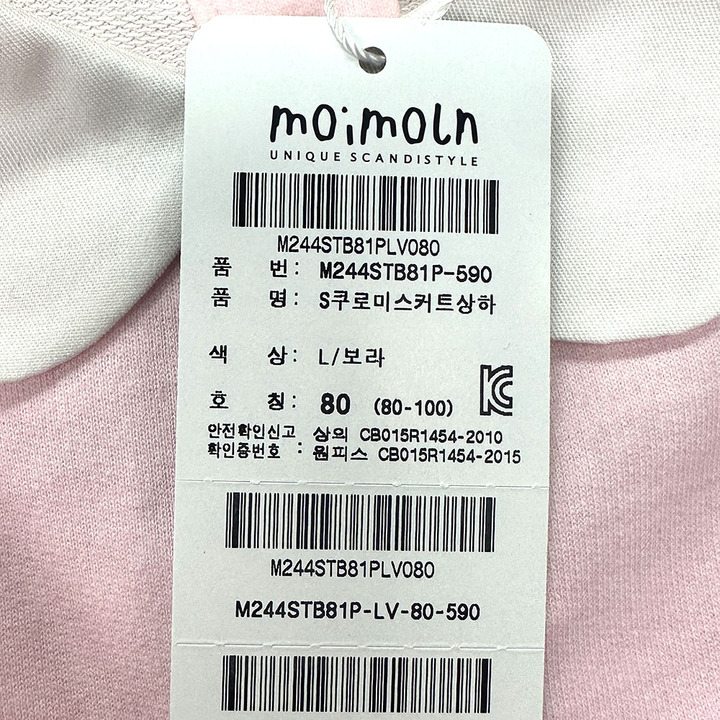 moimoln
UNIQUE SCANDISTYLE
M244STB81PLV080
품 번: M244STB81P-590
품 명: S쿠로미스커트상하
색 상: L/보라
호 칭: 80 (80-100)
안전확인신고 확인증번호 : 상의 CB015R1454-2010
원피스 CB015R1454-2015
M244STB81PLV080
M244STB81P-LV-80-590